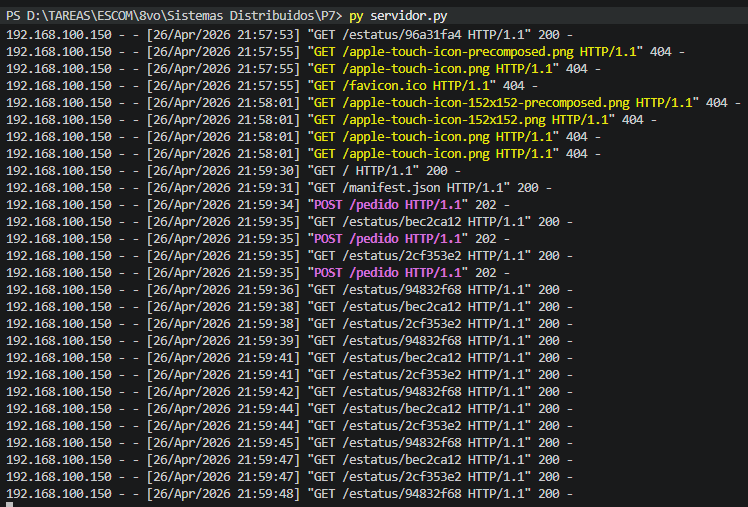 PS D:\TAREAS\ESCOM\8vo\Sistemas Distribuidos\P7> py servidor.py
192.168.100.150 - - [26/Apr/2026 21:57:53] "GET /estatus/96a31fa4 HTTP/1.1" 200 -
192.168.100.150 - - [26/Apr/2026 21:57:55] "GET /apple-touch-icon-precomposed.png HTTP/1.1" 404 -
192.168.100.150 - - [26/Apr/2026 21:57:55] "GET /apple-touch-icon.png HTTP/1.1" 404 -
192.168.100.150 - - [26/Apr/2026 21:57:55] "GET /favicon.ico HTTP/1.1" 404 -
192.168.100.150 - - [26/Apr/2026 21:58:01] "GET /apple-touch-icon-152x152-precomposed.png HTTP/1.1" 404 -
192.168.100.150 - - [26/Apr/2026 21:58:01] "GET /apple-touch-icon-152x152.png HTTP/1.1" 404 -
192.168.100.150 - - [26/Apr/2026 21:58:01] "GET /apple-touch-icon.png HTTP/1.1" 404 -
192.168.100.150 - - [26/Apr/2026 21:58:01] "GET /apple-touch-icon.png HTTP/1.1" 404 -
192.168.100.150 - - [26/Apr/2026 21:59:30] "GET / HTTP/1.1" 200 -
192.168.100.150 - - [26/Apr/2026 21:59:31] "GET /manifest.json HTTP/1.1" 200 -
192.168.100.150 - - [26/Apr/2026 21:59:34] "POST /pedido HTTP/1.1" 202 -
192.168.100.150 - - [26/Apr/2026 21:59:35] "GET /estatus/bec2ca12 HTTP/1.1" 200 -
192.168.100.150 - - [26/Apr/2026 21:59:35] "POST /pedido HTTP/1.1" 202 -
192.168.100.150 - - [26/Apr/2026 21:59:35] "GET /estatus/2cf353e2 HTTP/1.1" 200 -
192.168.100.150 - - [26/Apr/2026 21:59:35] "POST /pedido HTTP/1.1" 202 -
192.168.100.150 - - [26/Apr/2026 21:59:36] "GET /estatus/94832f68 HTTP/1.1" 200 -
192.168.100.150 - - [26/Apr/2026 21:59:38] "GET /estatus/bec2ca12 HTTP/1.1" 200 -
192.168.100.150 - - [26/Apr/2026 21:59:38] "GET /estatus/2cf353e2 HTTP/1.1" 200 -
192.168.100.150 - - [26/Apr/2026 21:59:39] "GET /estatus/94832f68 HTTP/1.1" 200 -
192.168.100.150 - - [26/Apr/2026 21:59:41] "GET /estatus/bec2ca12 HTTP/1.1" 200 -
192.168.100.150 - - [26/Apr/2026 21:59:41] "GET /estatus/2cf353e2 HTTP/1.1" 200 -
192.168.100.150 - - [26/Apr/2026 21:59:42] "GET /estatus/94832f68 HTTP/1.1" 200 -
192.168.100.150 - - [26/Apr/2026 21:59:44] "GET /estatus/bec2ca12 HTTP/1.1" 200 -
192.168.100.150 - - [26/Apr/2026 21:59:44] "GET /estatus/2cf353e2 HTTP/1.1" 200 -
192.168.100.150 - - [26/Apr/2026 21:59:45] "GET /estatus/94832f68 HTTP/1.1" 200 -
192.168.100.150 - - [26/Apr/2026 21:59:47] "GET /estatus/bec2ca12 HTTP/1.1" 200 -
192.168.100.150 - - [26/Apr/2026 21:59:47] "GET /estatus/2cf353e2 HTTP/1.1" 200 -
192.168.100.150 - - [26/Apr/2026 21:59:48] "GET /estatus/94832f68 HTTP/1.1" 200 -